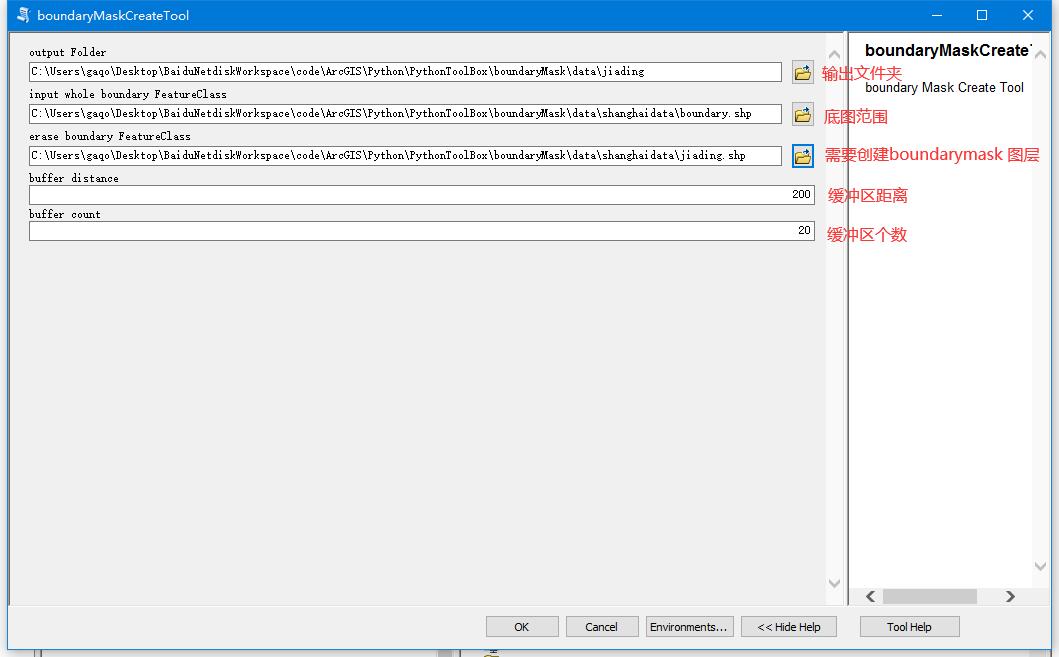 boundaryMaskCreateTool
output Folder
C:\Users\gaqo\Desktop\BaiduNetdiskWorkspace\code\ArcGIS\Python\PythonToolBox\boundaryMask\data\jiading
输出文件夹
input whole boundary FeatureClass
C:\Users\gaqo\Desktop\BaiduNetdiskWorkspace\code\ArcGIS\Python\PythonToolBox\boundaryMask\data\shanghaidata\boundary.shp
底图范围
erase boundary FeatureClass
C:\Users\gaqo\Desktop\BaiduNetdiskWorkspace\code\ArcGIS\Python\PythonToolBox\boundaryMask\data\shanghaidata\jiading.shp
需要创建boundarymask 图层
buffer distance
200
缓冲区距离
buffer count
20
缓冲区个数
boundaryMaskCreate
boundary Mask Create Tool
OK
Cancel
Environments...
<< Hide Help
Tool Help